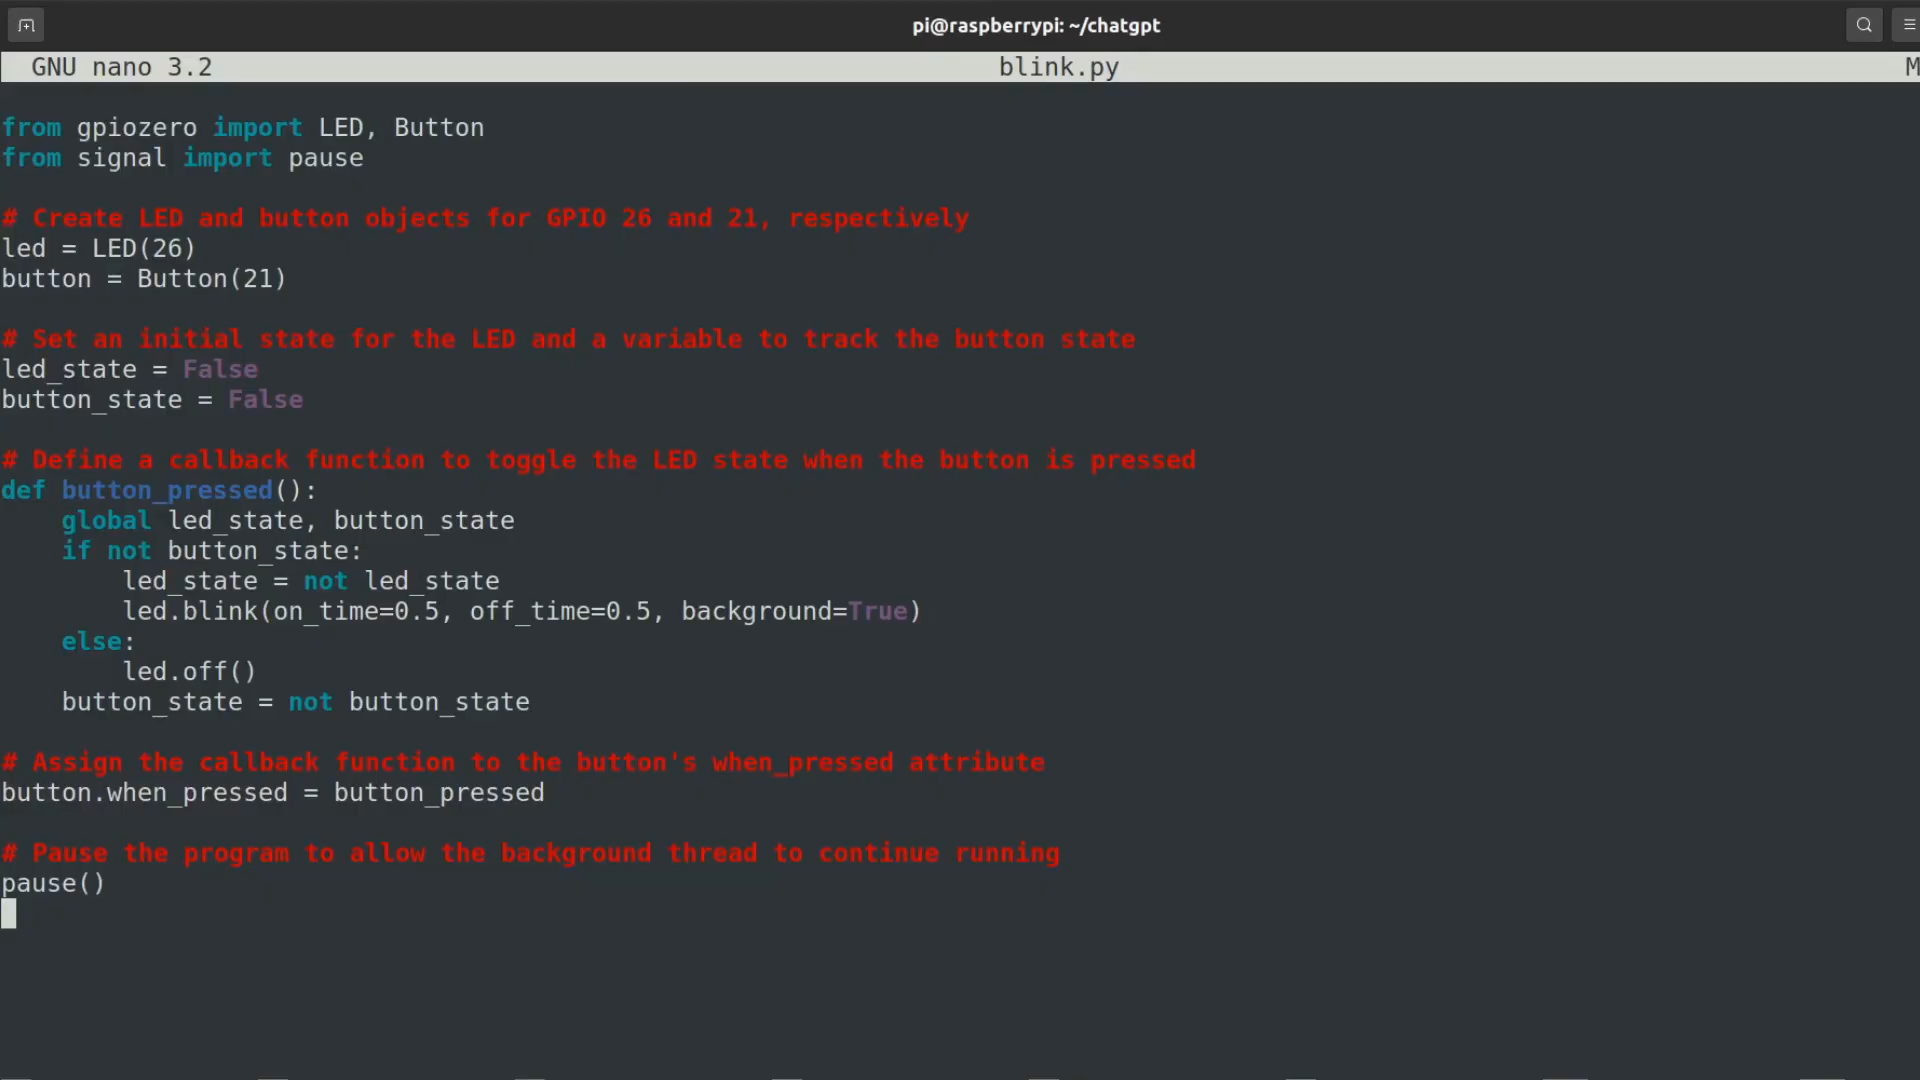 pi@raspberrypi: ~/chatgpt
GNU nano 3.2 blink.py M
from gpiozero import LED, Button
from signal import pause
# Create LED and button objects for GPIO 26 and 21, respectively
led = LED(26)
button = Button(21)
# Set an initial state for the LED and a variable to track the button state
led_state = False
button_state = False
# Define a callback function to toggle the LED state when the button is pressed
def button_pressed():
    global led_state, button_state
    if not button_state:
        led_state = not led_state
        led.blink(on_time=0.5, off_time=0.5, background=True)
    else:
        led.off()
    button_state = not button_state
# Assign the callback function to the button's when_pressed attribute
button.when_pressed = button_pressed
# Pause the program to allow the background thread to continue running
pause()